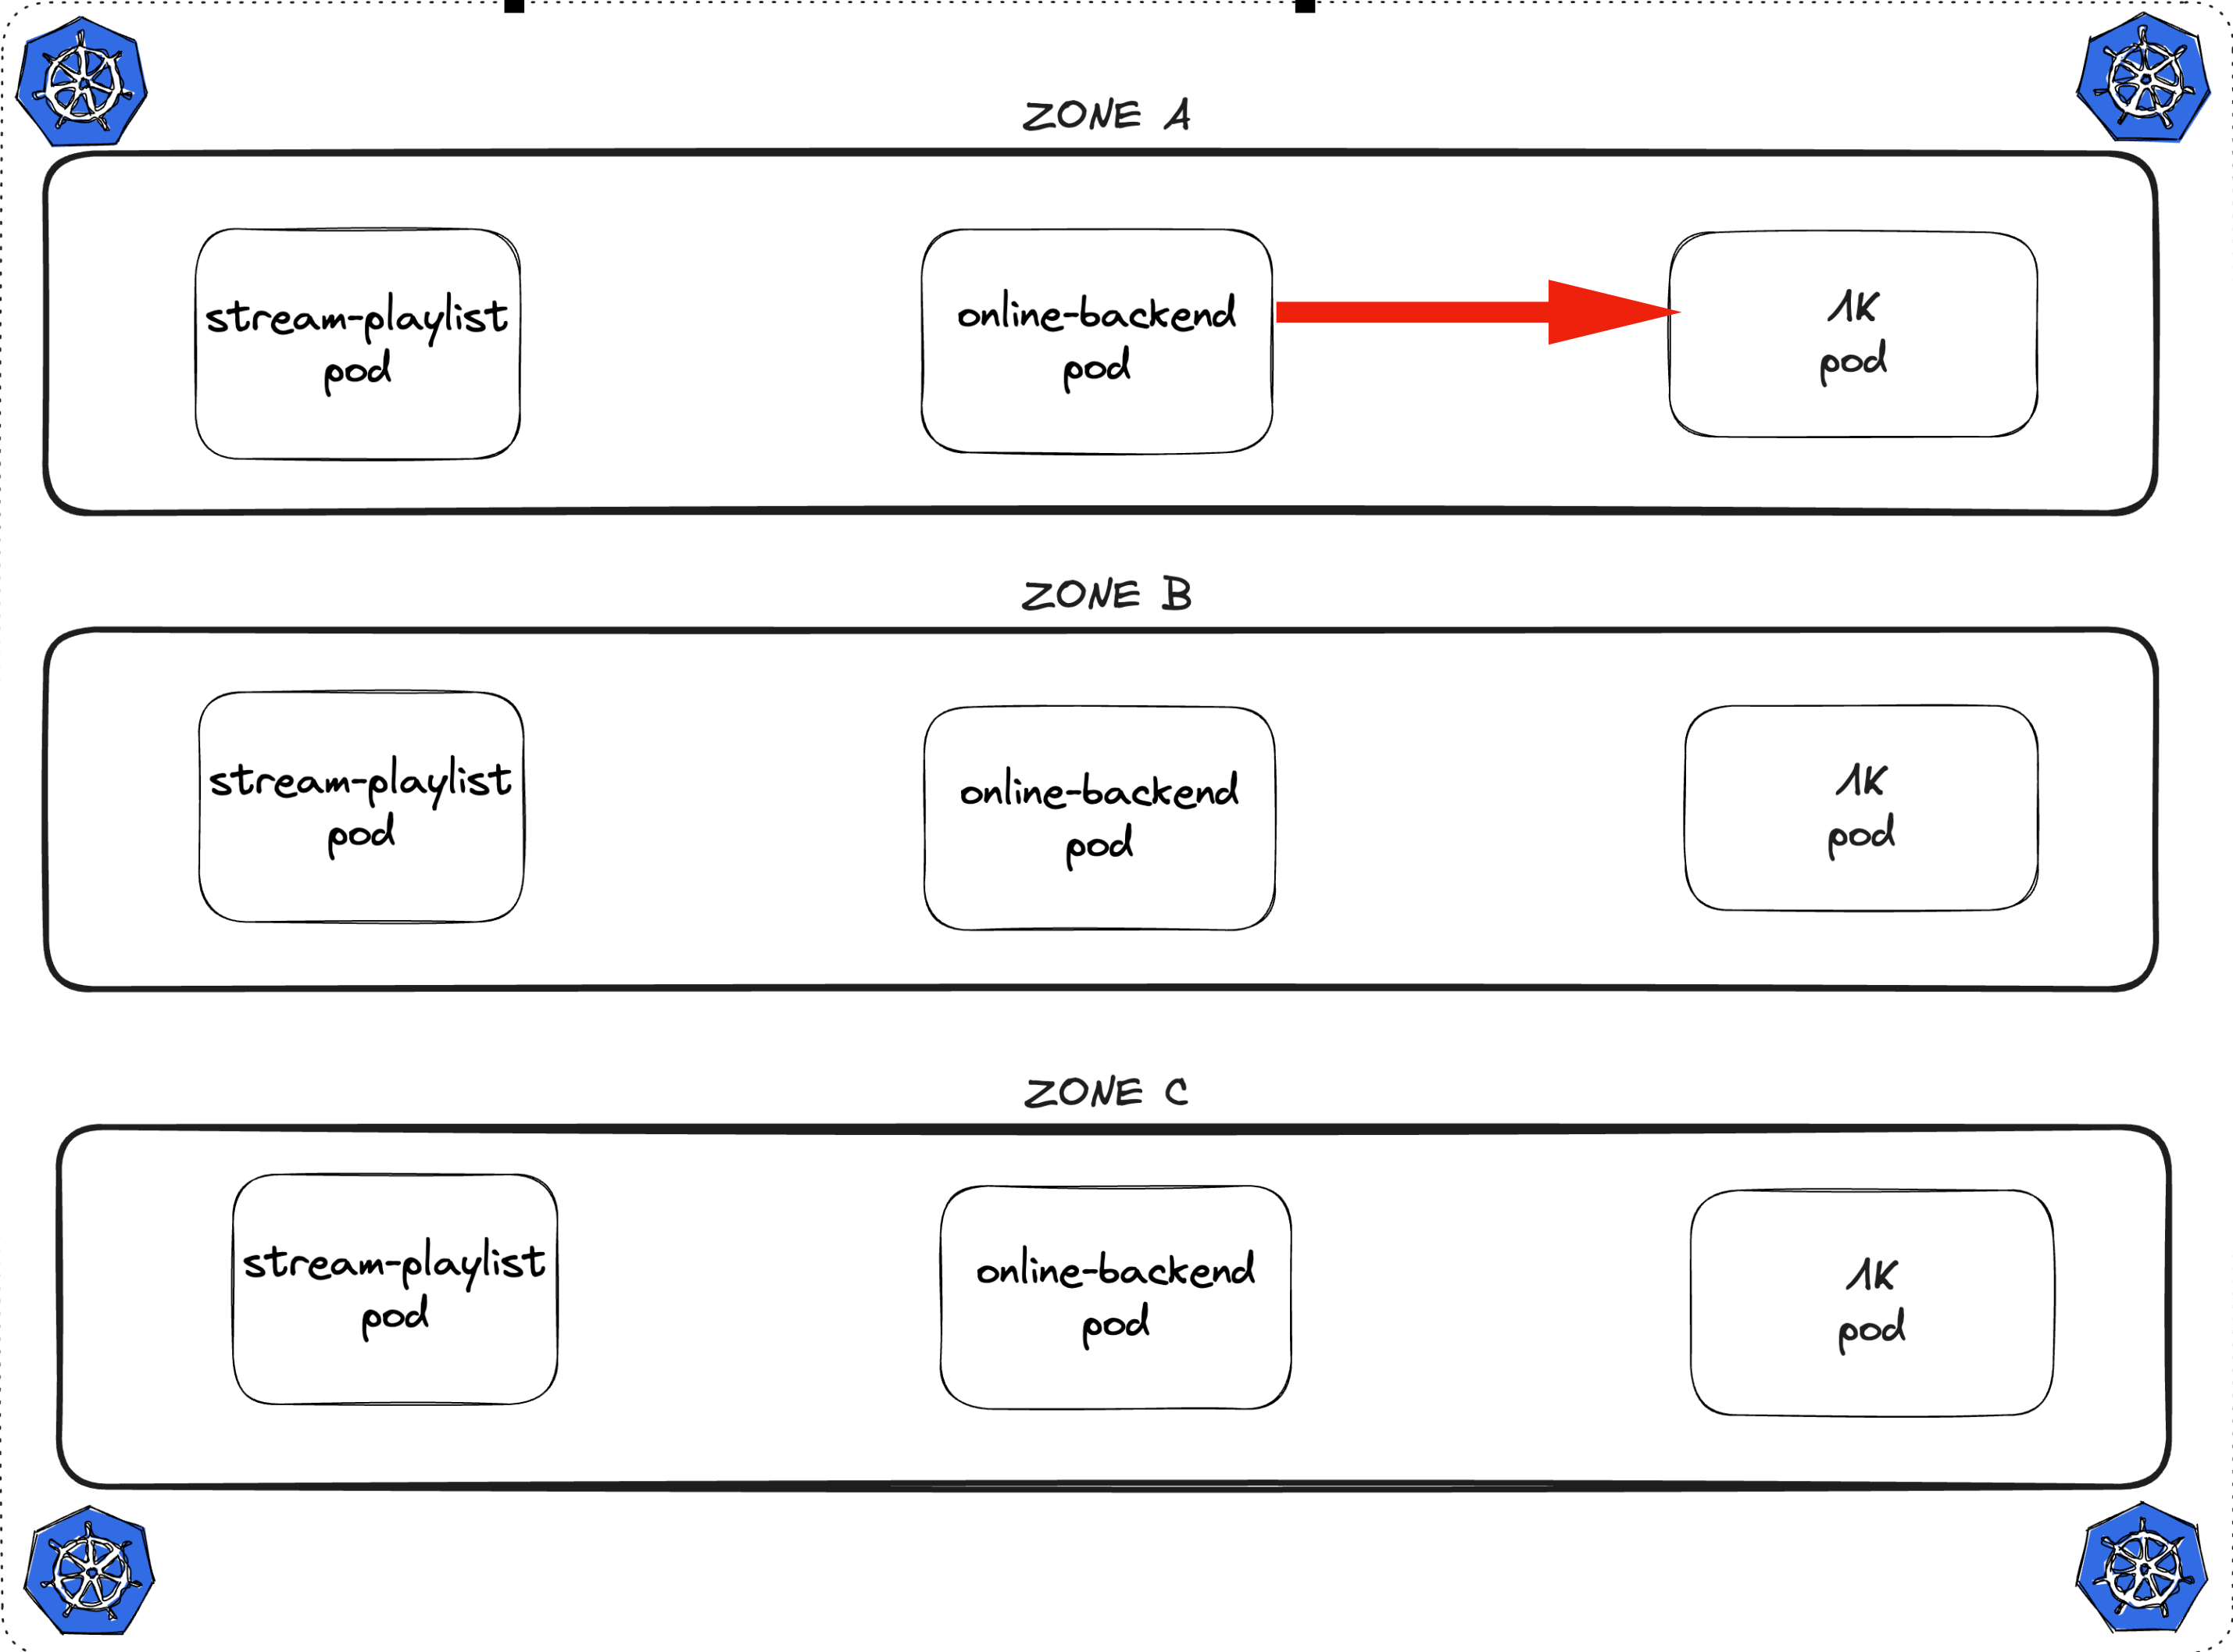 ZONE A
stream-playlist
pod
online-backend
pod
1K
pod
ZONE B
stream-playlist
pod
online-backend
pod
1K
pod
ZONE C
stream-playlist
pod
online-backend
pod
1K
pod